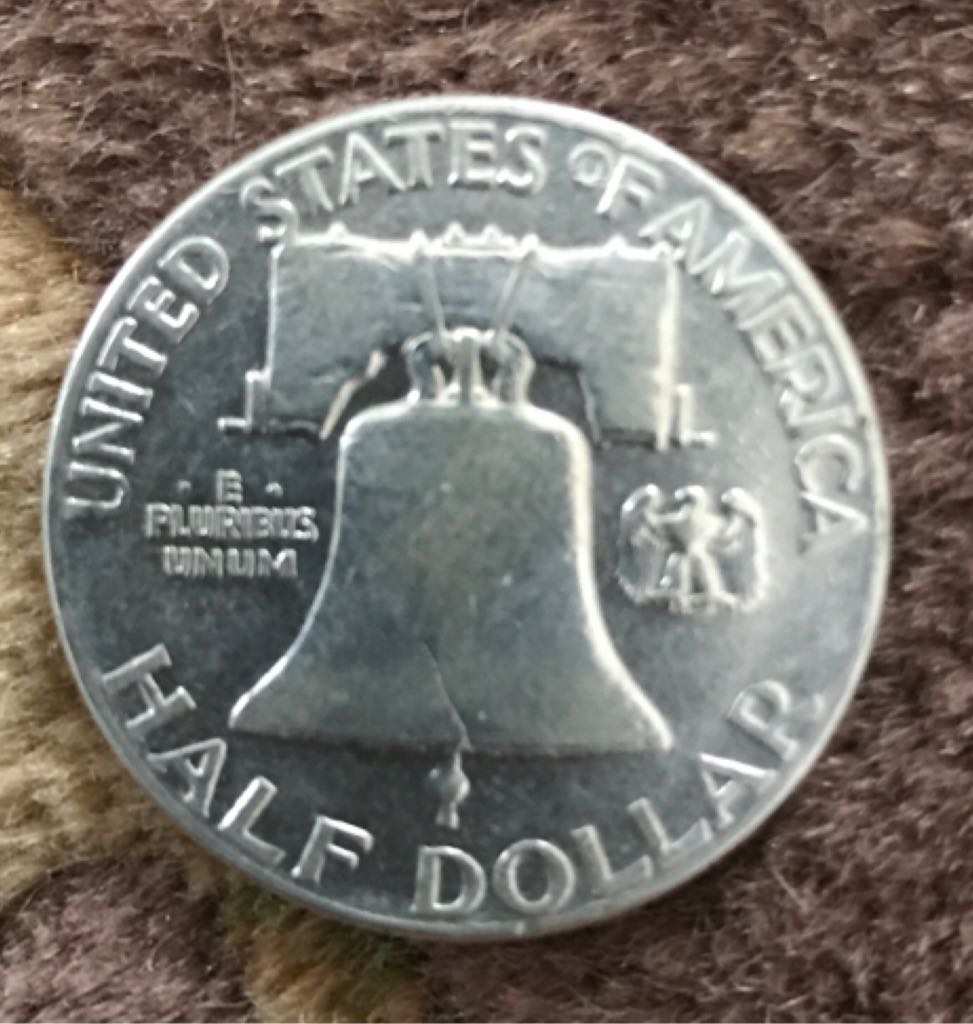 UNITED STATES OF AMERICA
· E ·
PLURIBUS
UNUM
HALF DOLLAR